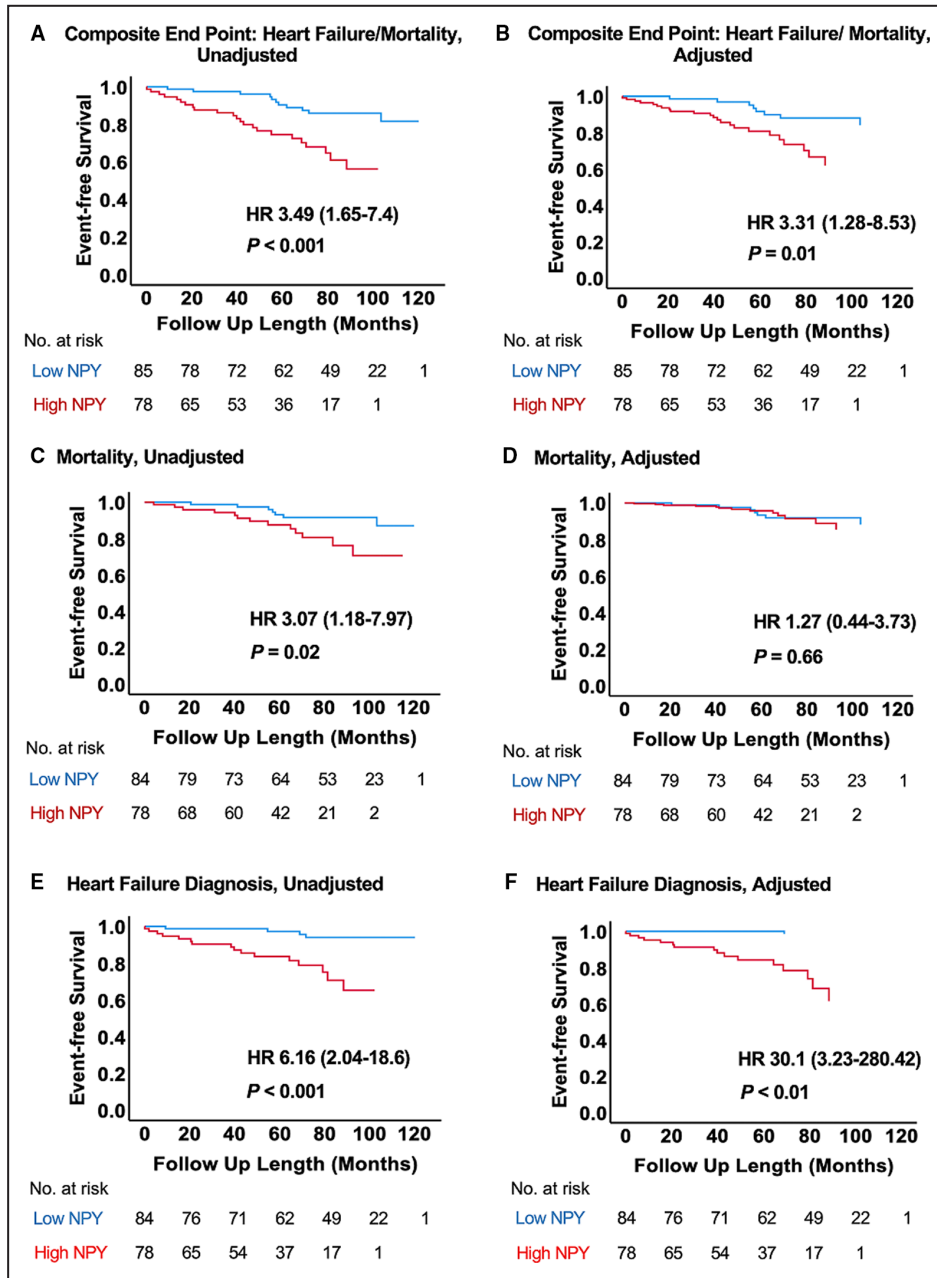 A Composite End Point: Heart Failure/Mortality,
Unadjusted
Event-free Survival
1.0
0.8
0.6
0.4
0.2
0.0
HR 3.49 (1.65-7.4)
P < 0.001
0 20 40 60 80 100 120
Follow Up Length (Months)
No. at risk
Low NPY 85 78 72 62 49 22 1
High NPY 78 65 53 36 17 1
B Composite End Point: Heart Failure/ Mortality,
Adjusted
Event-free Survival
1.0
0.8
0.6
0.4
0.2
0.0
HR 3.31 (1.28-8.53)
P = 0.01
0 20 40 60 80 100 120
Follow Up Length (Months)
No. at risk
Low NPY 85 78 72 62 49 22 1
High NPY 78 65 53 36 17 1
C Mortality, Unadjusted
Event-free Survival
1.0
0.8
0.6
0.4
0.2
0.0
HR 3.07 (1.18-7.97)
P = 0.02
0 20 40 60 80 100 120
Follow Up Length (Months)
No. at risk
Low NPY 84 79 73 64 53 23 1
High NPY 78 68 60 42 21 2
D Mortality, Adjusted
Event-free Survival
1.0
0.8
0.6
0.4
0.2
0.0
HR 1.27 (0.44-3.73)
P = 0.66
0 20 40 60 80 100 120
Follow Up Length (Months)
No. at risk
Low NPY 84 79 73 64 53 23 1
High NPY 78 68 60 42 21 2
E Heart Failure Diagnosis, Unadjusted
Event-free Survival
1.0
0.8
0.6
0.4
0.2
0.0
HR 6.16 (2.04-18.6)
P < 0.001
0 20 40 60 80 100 120
Follow Up Length (Months)
No. at risk
Low NPY 84 76 71 62 49 22 1
High NPY 78 65 54 37 17 1
F Heart Failure Diagnosis, Adjusted
Event-free Survival
1.0
0.8
0.6
0.4
0.2
0.0
HR 30.1 (3.23-280.42)
P < 0.01
0 20 40 60 80 100 120
Follow Up Length (Months)
No. at risk
Low NPY 84 76 71 62 49 22 1
High NPY 78 65 54 37 17 1